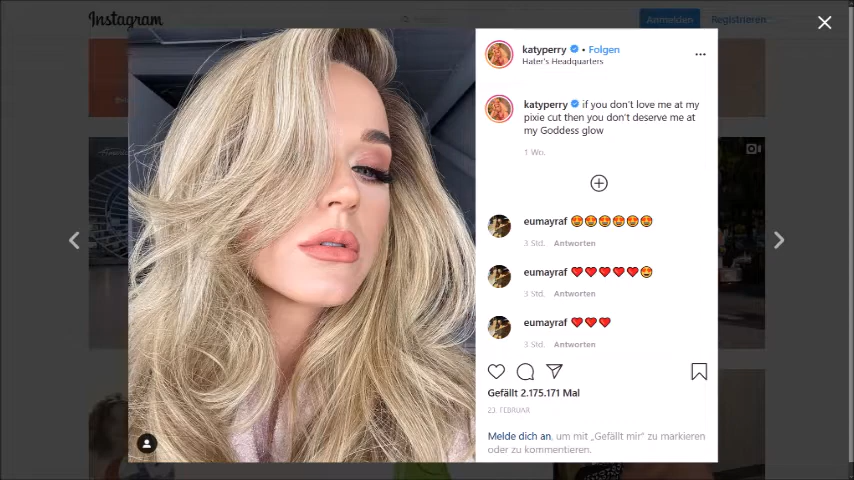 Instagram
Anmelden
Registrieren
katyperry • Folgen
Hater's Headquarters
katyperry if you don't love me at my
pixie cut then you don't deserve me at
my Goddess glow
1 Wo.
eumayraf 😍😍😍😍😍😍
3 Std. Antworten
eumayraf ❤❤❤❤❤😍
3 Std. Antworten
eumayraf ❤❤❤
3 Std. Antworten
Gefällt 2.175.171 Mal
23. FEBRUAR
Melde dich an, um mit „Gefällt mir“ zu markieren
oder zu kommentieren.